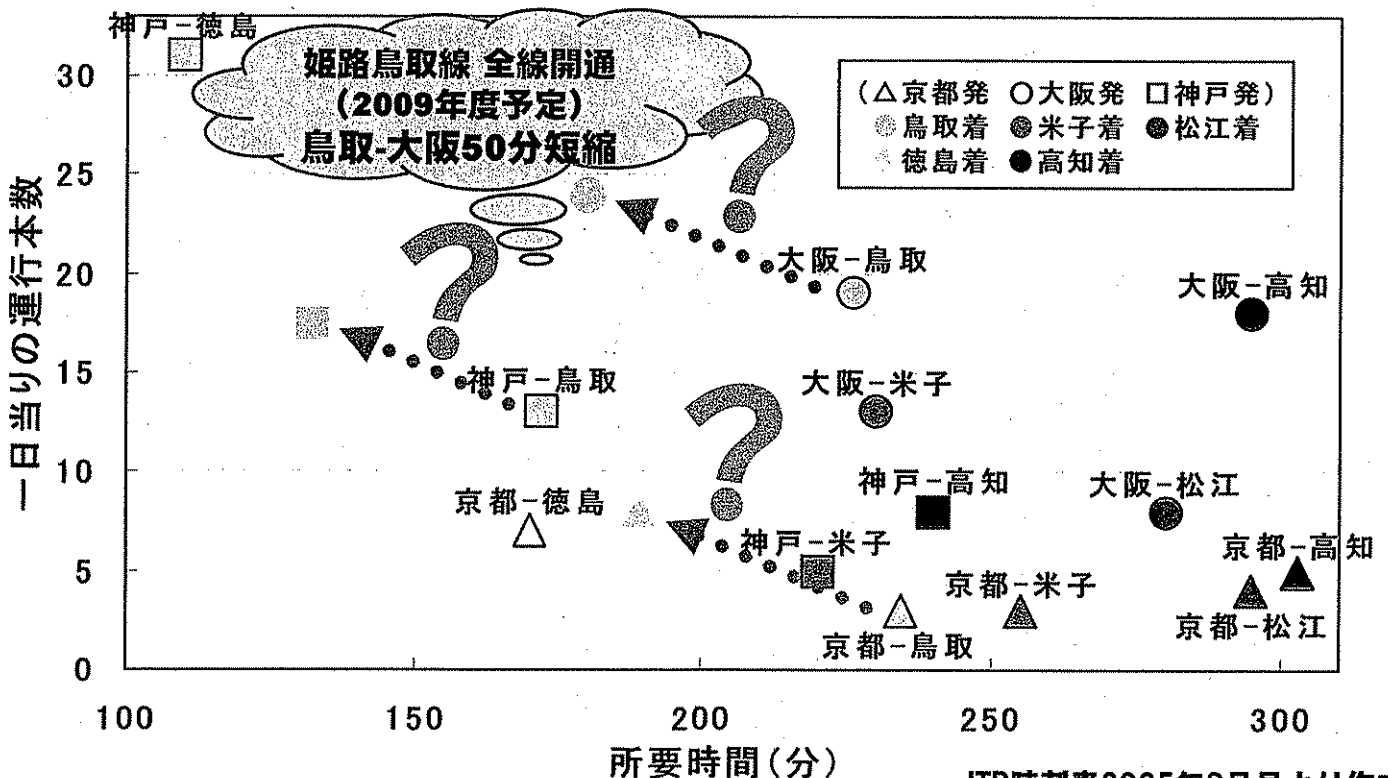 神戸-徳島
姫路鳥取線 全線開通
(2009年度予定)
鳥取-大阪50分短縮
(△京都発 ○大阪発 □神戸発)
●鳥取着 ●米子着 ●松江着
▲徳島着 ●高知着
一日当りの運行本数
30
25
20
15
10
5
0
?
?
?
大阪-鳥取
大阪-高知
神戸-鳥取
大阪-米子
京都-徳島
神戸-高知
大阪-松江
神戸-米子
京都-高知
京都-米子
京都-鳥取
京都-松江
100 150 200 250 300
所要時間(分)